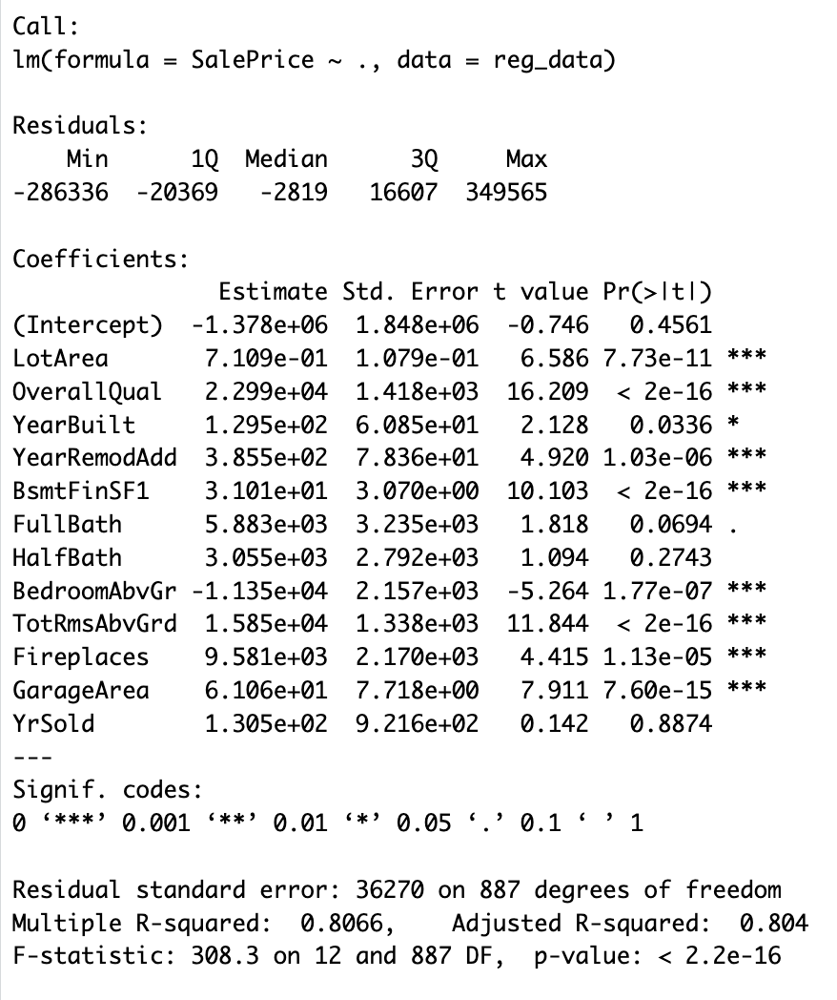 Call:
lm(formula = SalePrice ~ ., data = reg_data)

Residuals:
    Min      1Q  Median      3Q     Max
-286336  -20369   -2819   16607  349565

Coefficients:
               Estimate Std. Error t value Pr(>|t|)
(Intercept)  -1.378e+06  1.848e+06  -0.746   0.4561
LotArea       7.109e-01  1.079e-01   6.586 7.73e-11 ***
OverallQual   2.299e+04  1.418e+03  16.209  < 2e-16 ***
YearBuilt     1.295e+02  6.085e+01   2.128   0.0336 *
YearRemodAdd  3.855e+02  7.836e+01   4.920 1.03e-06 ***
BsmtFinSF1    3.101e+01  3.070e+00  10.103  < 2e-16 ***
FullBath      5.883e+03  3.235e+03   1.818   0.0694 .
HalfBath      3.055e+03  2.792e+03   1.094   0.2743
BedroomAbvGr -1.135e+04  2.157e+03  -5.264 1.77e-07 ***
TotRmsAbvGrd  1.585e+04  1.338e+03  11.844  < 2e-16 ***
Fireplaces    9.581e+03  2.170e+03   4.415 1.13e-05 ***
GarageArea    6.106e+01  7.718e+00   7.911 7.60e-15 ***
YrSold        1.305e+02  9.216e+02   0.142   0.8874
---
Signif. codes:
0 ‘***’ 0.001 ‘**’ 0.01 ‘*’ 0.05 ‘.’ 0.1 ‘ ’ 1

Residual standard error: 36270 on 887 degrees of freedom
Multiple R-squared:  0.8066,    Adjusted R-squared:  0.804
F-statistic: 308.3 on 12 and 887 DF,  p-value: < 2.2e-16